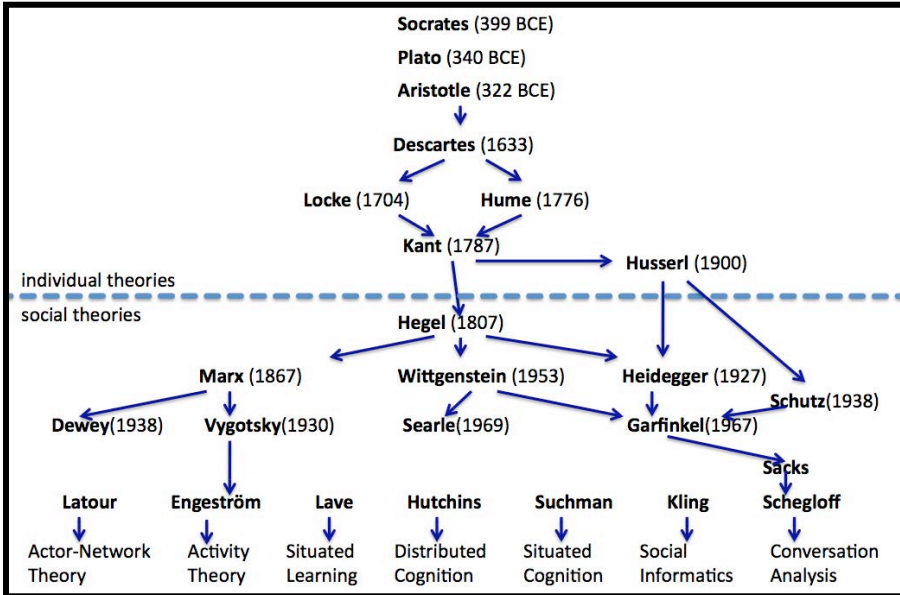 Socrates (399 BCE)
Plato (340 BCE)
Aristotle (322 BCE)
Descartes (1633)
Locke (1704) Hume (1776)
Kant (1787)
Husserl (1900)
individual theories
social theories
Hegel (1807)
Marx (1867) Wittgenstein (1953) Heidegger (1927)
Schutz(1938)
Dewey(1938) Vygotsky(1930) Searle(1969) Garfinkel(1967)
Sacks
Latour Engeström Lave Hutchins Suchman Kling Schegloff
Actor-Network Activity Situated Distributed Situated Social Conversation
Theory Theory Learning Cognition Cognition Informatics Analysis